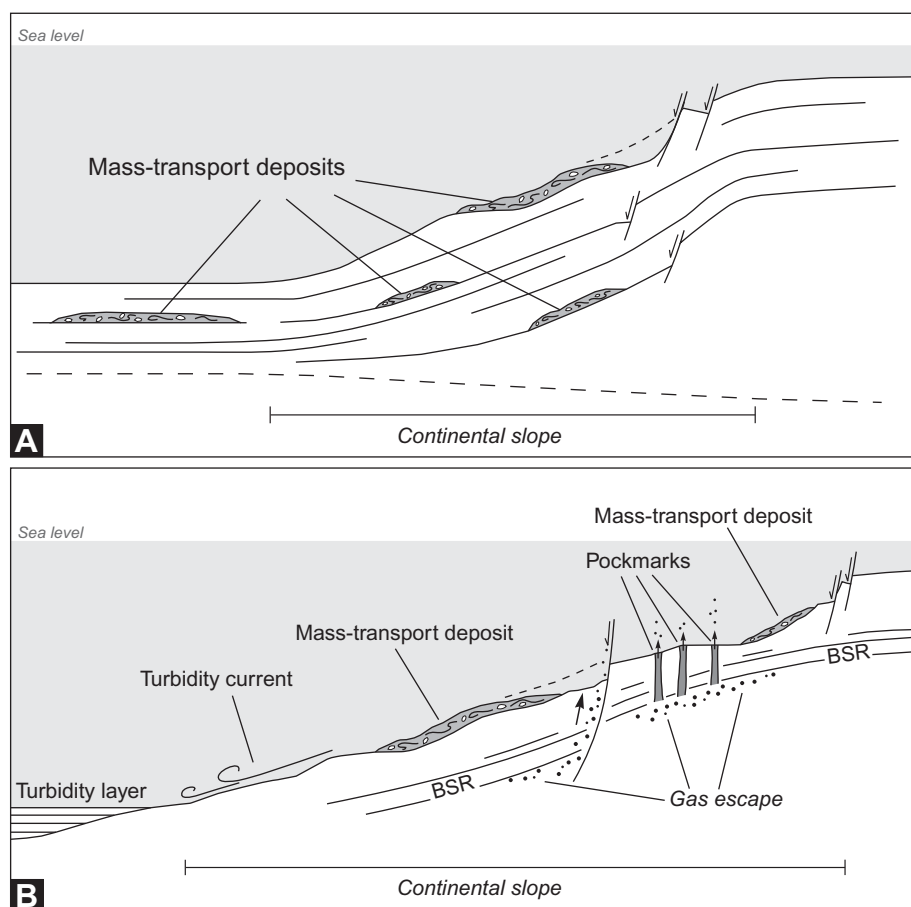 Sea level
Mass-transport deposits
Continental slope
A
Sea level
Mass-transport deposit
Pockmarks
Mass-transport deposit
Turbidity current
BSR
Turbidity layer
BSR
Gas escape
Continental slope
B